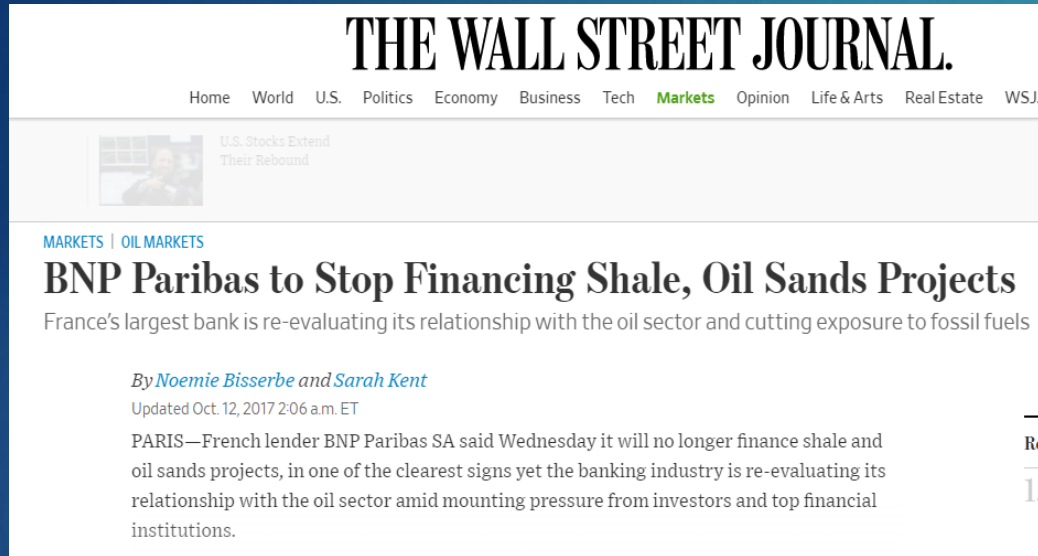 THE WALL STREET JOURNAL.
Home World U.S. Politics Economy Business Tech Markets Opinion Life & Arts Real Estate WSJ.
U.S. Stocks Extend
Their Rebound
MARKETS | OIL MARKETS
BNP Paribas to Stop Financing Shale, Oil Sands Projects
France's largest bank is re-evaluating its relationship with the oil sector and cutting exposure to fossil fuels
By Noemie Bisserbe and Sarah Kent
Updated Oct. 12, 2017 2:06 a.m. ET
PARIS—French lender BNP Paribas SA said Wednesday it will no longer finance shale and
oil sands projects, in one of the clearest signs yet the banking industry is re-evaluating its
relationship with the oil sector amid mounting pressure from investors and top financial
institutions.
1.